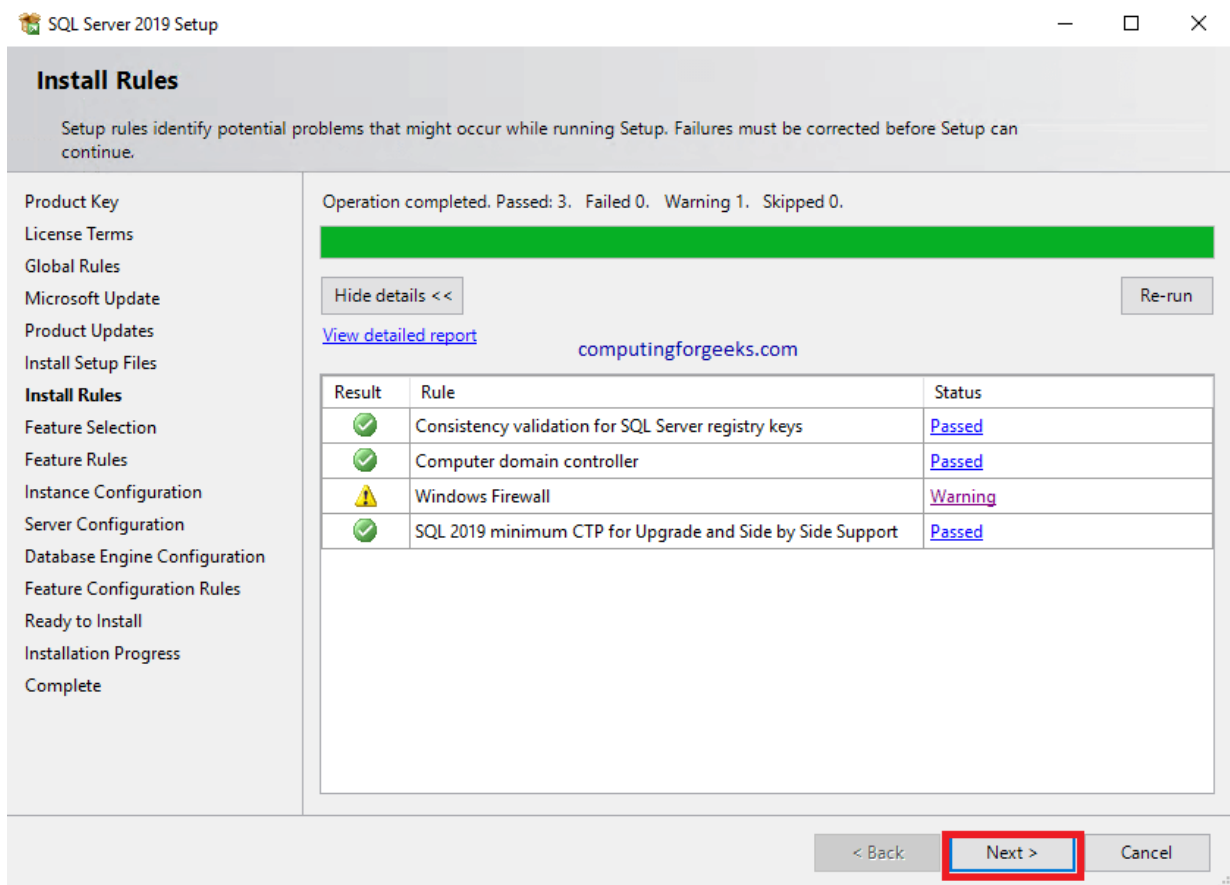 SQL Server 2019 Setup
Install Rules
Setup rules identify potential problems that might occur while running Setup. Failures must be corrected before Setup can
continue.
Product Key
License Terms
Global Rules
Microsoft Update
Product Updates
Install Setup Files
Install Rules
Feature Selection
Feature Rules
Instance Configuration
Server Configuration
Database Engine Configuration
Feature Configuration Rules
Ready to Install
Installation Progress
Complete
Operation completed. Passed: 3.   Failed 0.   Warning 1.   Skipped 0.
Hide details <<
Re-run
View detailed report
computingforgeeks.com
Result Rule Status
Consistency validation for SQL Server registry keys Passed
Computer domain controller Passed
Windows Firewall Warning
SQL 2019 minimum CTP for Upgrade and Side by Side Support Passed
< Back Next > Cancel